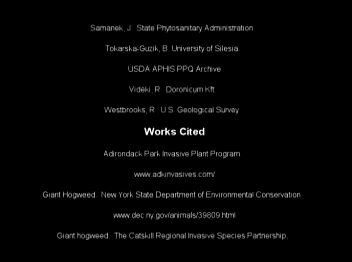 Samanek, J. State Phytosanitary Administration
Tokarska-Guzik, B. University of Silesia.
USDA APHIS PPQ Archive
Videki, R. Doronicum Kft.
Westbrooks, R. U.S. Geological Survey
Works Cited
Adirondack Park Invasive Plant Program
www.adkinvasives.com/
Giant Hogweed. New York State Department of Environmental Conservation
www.dec.ny.gov/animals/39809.html
Giant hogweed. The Catskill Regional Invasive Species Partnership.